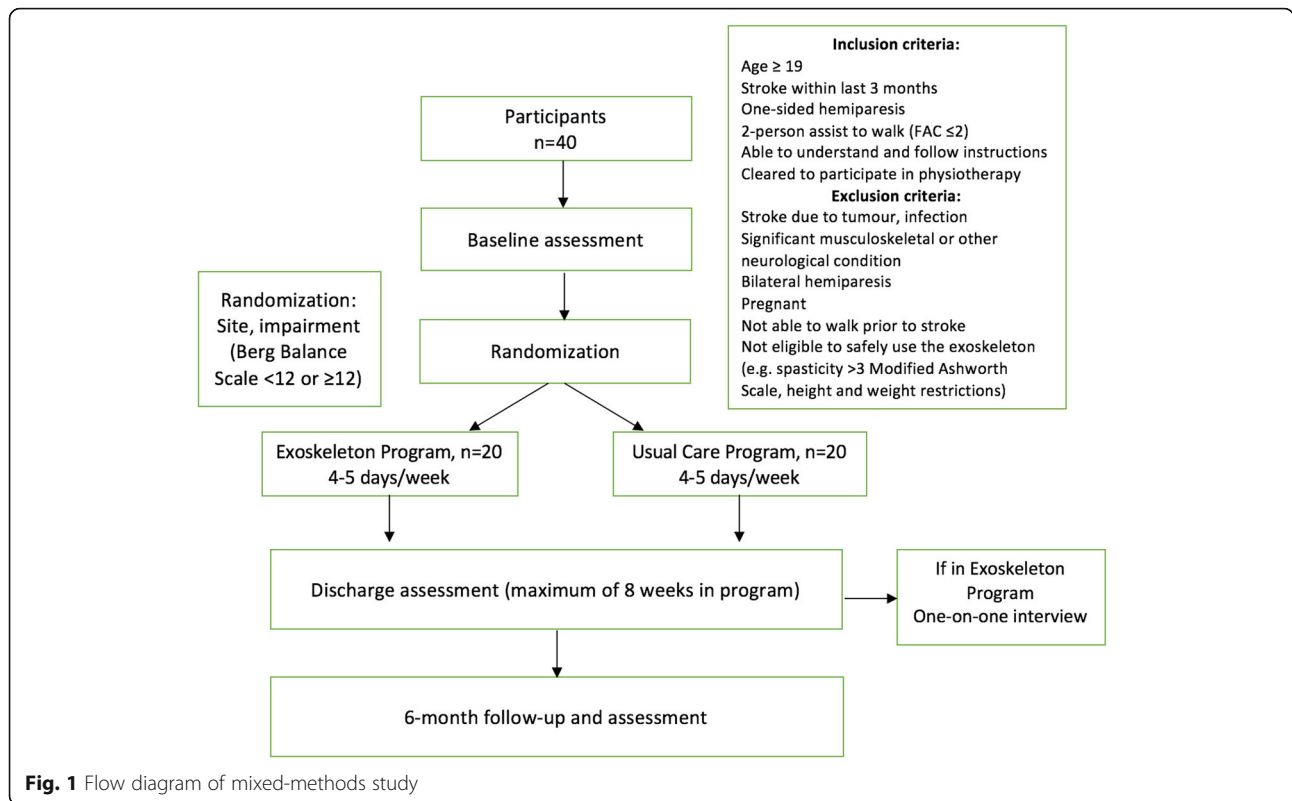 Participants
n=40
Inclusion criteria:
Age ≥ 19
Stroke within last 3 months
One-sided hemiparesis
2-person assist to walk (FAC ≤2)
Able to understand and follow instructions
Cleared to participate in physiotherapy
Exclusion criteria:
Stroke due to tumour, infection
Significant musculoskeletal or other
neurological condition
Bilateral hemiparesis
Pregnant
Not able to walk prior to stroke
Not eligible to safely use the exoskeleton
(e.g. spasticity >3 Modified Ashworth
Scale, height and weight restrictions)
Baseline assessment
Randomization:
Site, impairment
(Berg Balance
Scale <12 or ≥12)
Randomization
Exoskeleton Program, n=20
4-5 days/week
Usual Care Program, n=20
4-5 days/week
Discharge assessment (maximum of 8 weeks in program)
If in Exoskeleton
Program
One-on-one interview
6-month follow-up and assessment
Fig. 1 Flow diagram of mixed-methods study